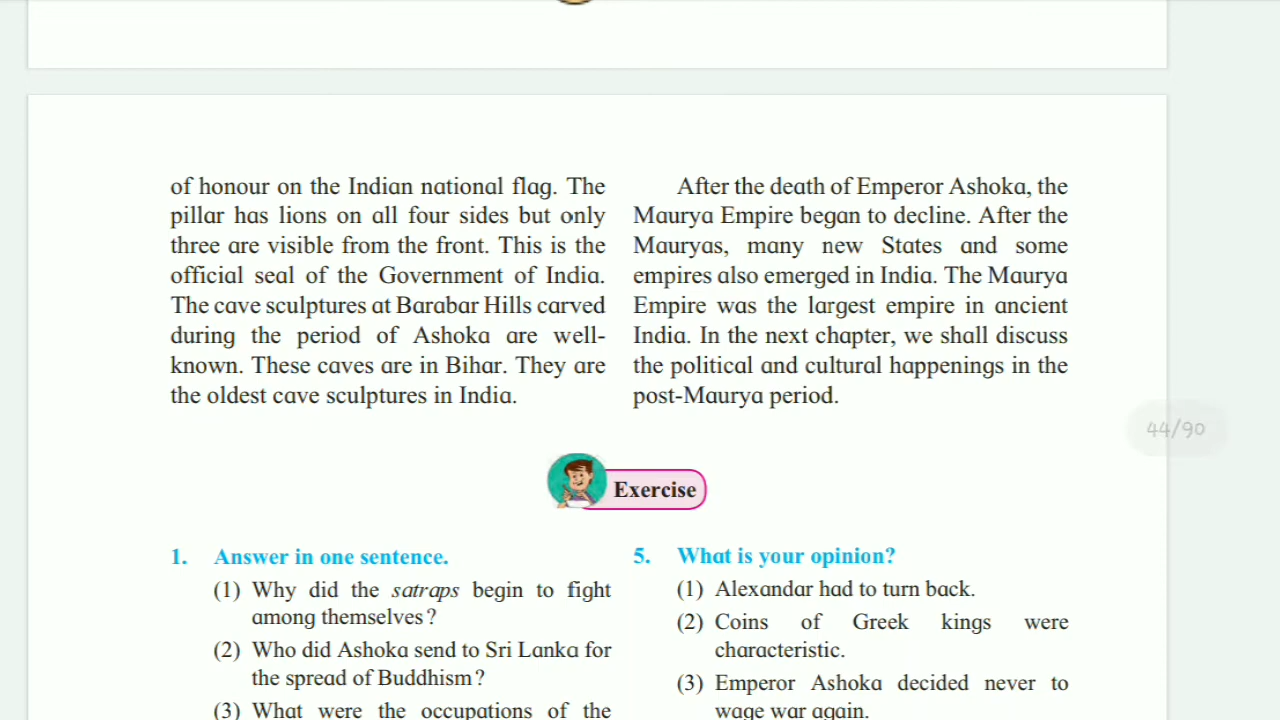 of honour on the Indian national flag. The
pillar has lions on all four sides but only
three are visible from the front. This is the
official seal of the Government of India.
The cave sculptures at Barabar Hills carved
during the period of Ashoka are well-
known. These caves are in Bihar. They are
the oldest cave sculptures in India.
After the death of Emperor Ashoka, the
Maurya Empire began to decline. After the
Mauryas, many new States and some
empires also emerged in India. The Maurya
Empire was the largest empire in ancient
India. In the next chapter, we shall discuss
the political and cultural happenings in the
post-Maurya period.
44/90
Exercise
1. Answer in one sentence.
(1) Why did the satraps begin to fight
among themselves?
(2) Who did Ashoka send to Sri Lanka for
the spread of Buddhism?
(3) What were the occupations of the
5. What is your opinion?
(1) Alexandar had to turn back.
(2) Coins of Greek kings were
characteristic.
(3) Emperor Ashoka decided never to
wage war again.